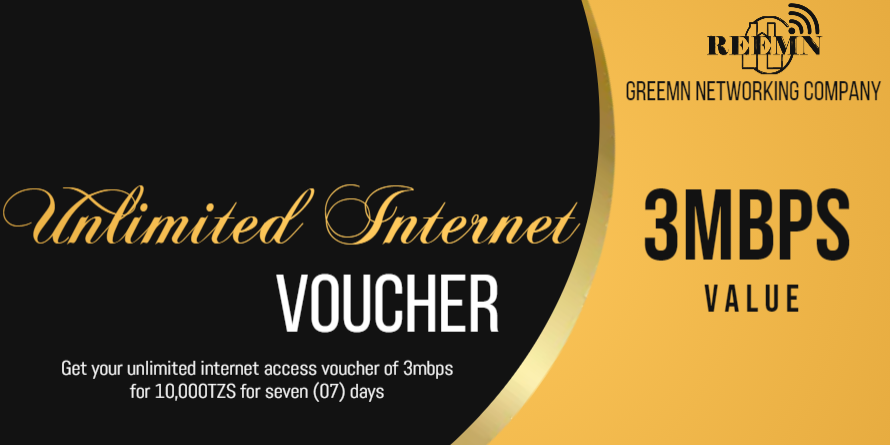 REEMN
GREEMN NETWORKING COMPANY
Unlimited Internet
VOUCHER
3MBPS
VALUE
Get your unlimited internet access voucher of 3mbps
for 10,000TZS for seven (07) days